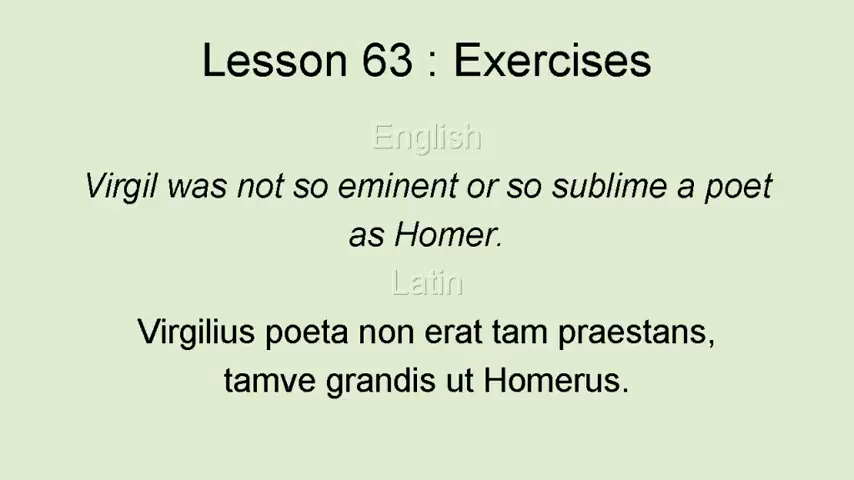 Lesson 63 : Exercises
English
Virgil was not so eminent or so sublime a poet
as Homer.
Latin
Virgilius poeta non erat tam praestans,
tamve grandis ut Homerus.